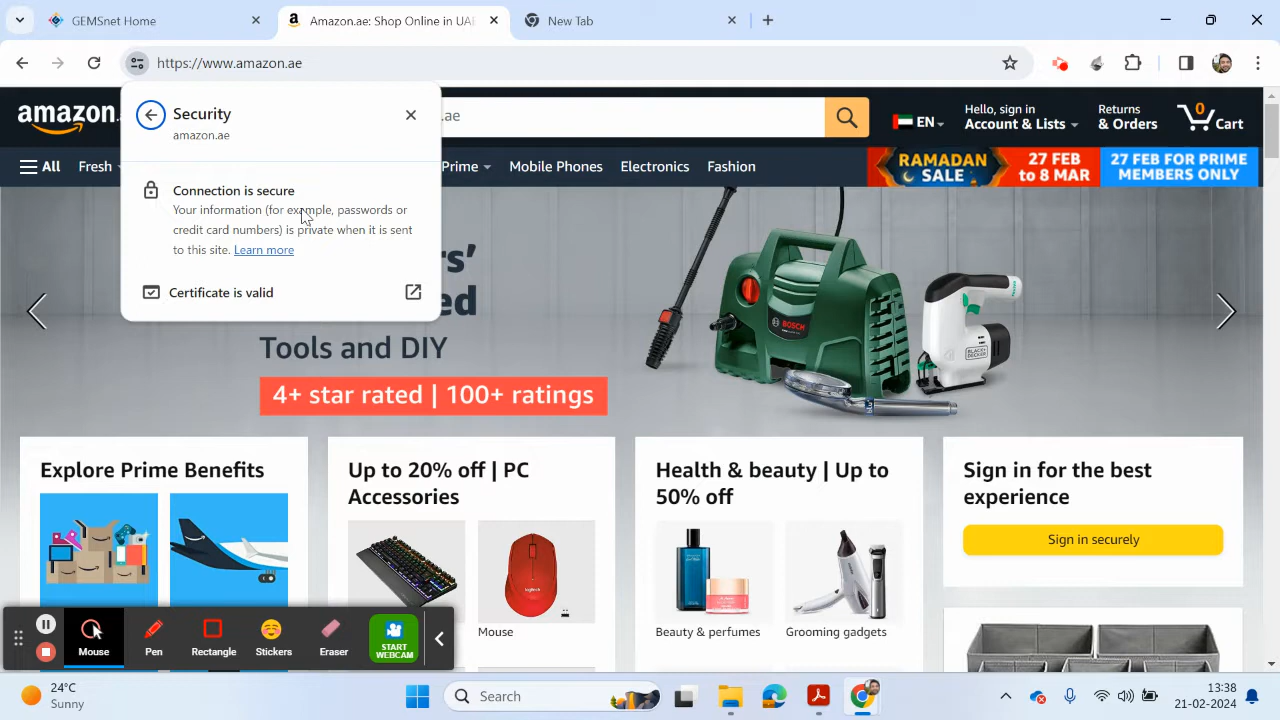 GEMSnet Home
Amazon.ae: Shop Online in UAE
New Tab
https://www.amazon.ae
Security
amazon.ae
Connection is secure
Your information (for example, passwords or
credit card numbers) is private when it is sent
to this site. Learn more
Certificate is valid
amazon.
.ae
EN
Hello, sign in
Account & Lists
Returns
& Orders
0
Cart
All
Fresh
Prime
Mobile Phones
Electronics
Fashion
RAMADAN
SALE
27 FEB
to 8 MAR
27 FEB FOR PRIME
MEMBERS ONLY
ers’
ed
Tools and DIY
4+ star rated | 100+ ratings
BOSCH
BLACK+
DECKER
Explore Prime Benefits
Up to 20% off | PC
Accessories
Mouse
Health & beauty | Up to
50% off
Beauty & perfumes
Grooming gadgets
Sign in for the best
experience
Sign in securely
Mouse
Pen
Rectangle
Stickers
Eraser
START
WEBCAM
24°C
Sunny
Search
13:38
21-02-2024